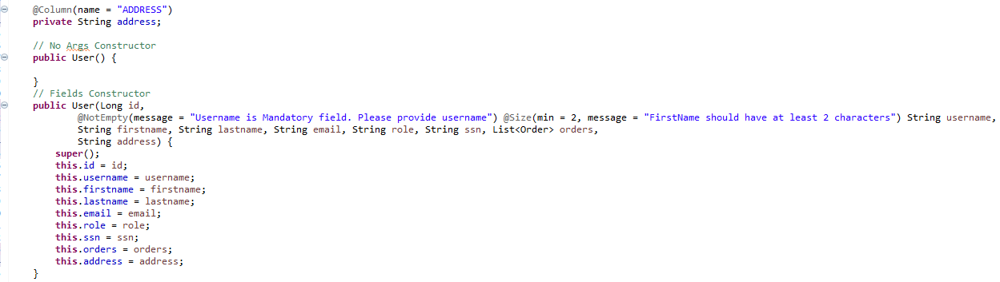 @Column(name = "ADDRESS")
private String address;
// No Args Constructor
public User() {
}
// Fields Constructor
public User(Long id,
@NotEmpty(message = "Username is Mandatory field. Please provide username") @Size(min = 2, message = "FirstName should have at least 2 characters") String username,
String firstname, String lastname, String email, String role, String ssn, List<Order> orders,
String address) {
super();
this.id = id;
this.username = username;
this.firstname = firstname;
this.lastname = lastname;
this.email = email;
this.role = role;
this.ssn = ssn;
this.orders = orders;
this.address = address;
}